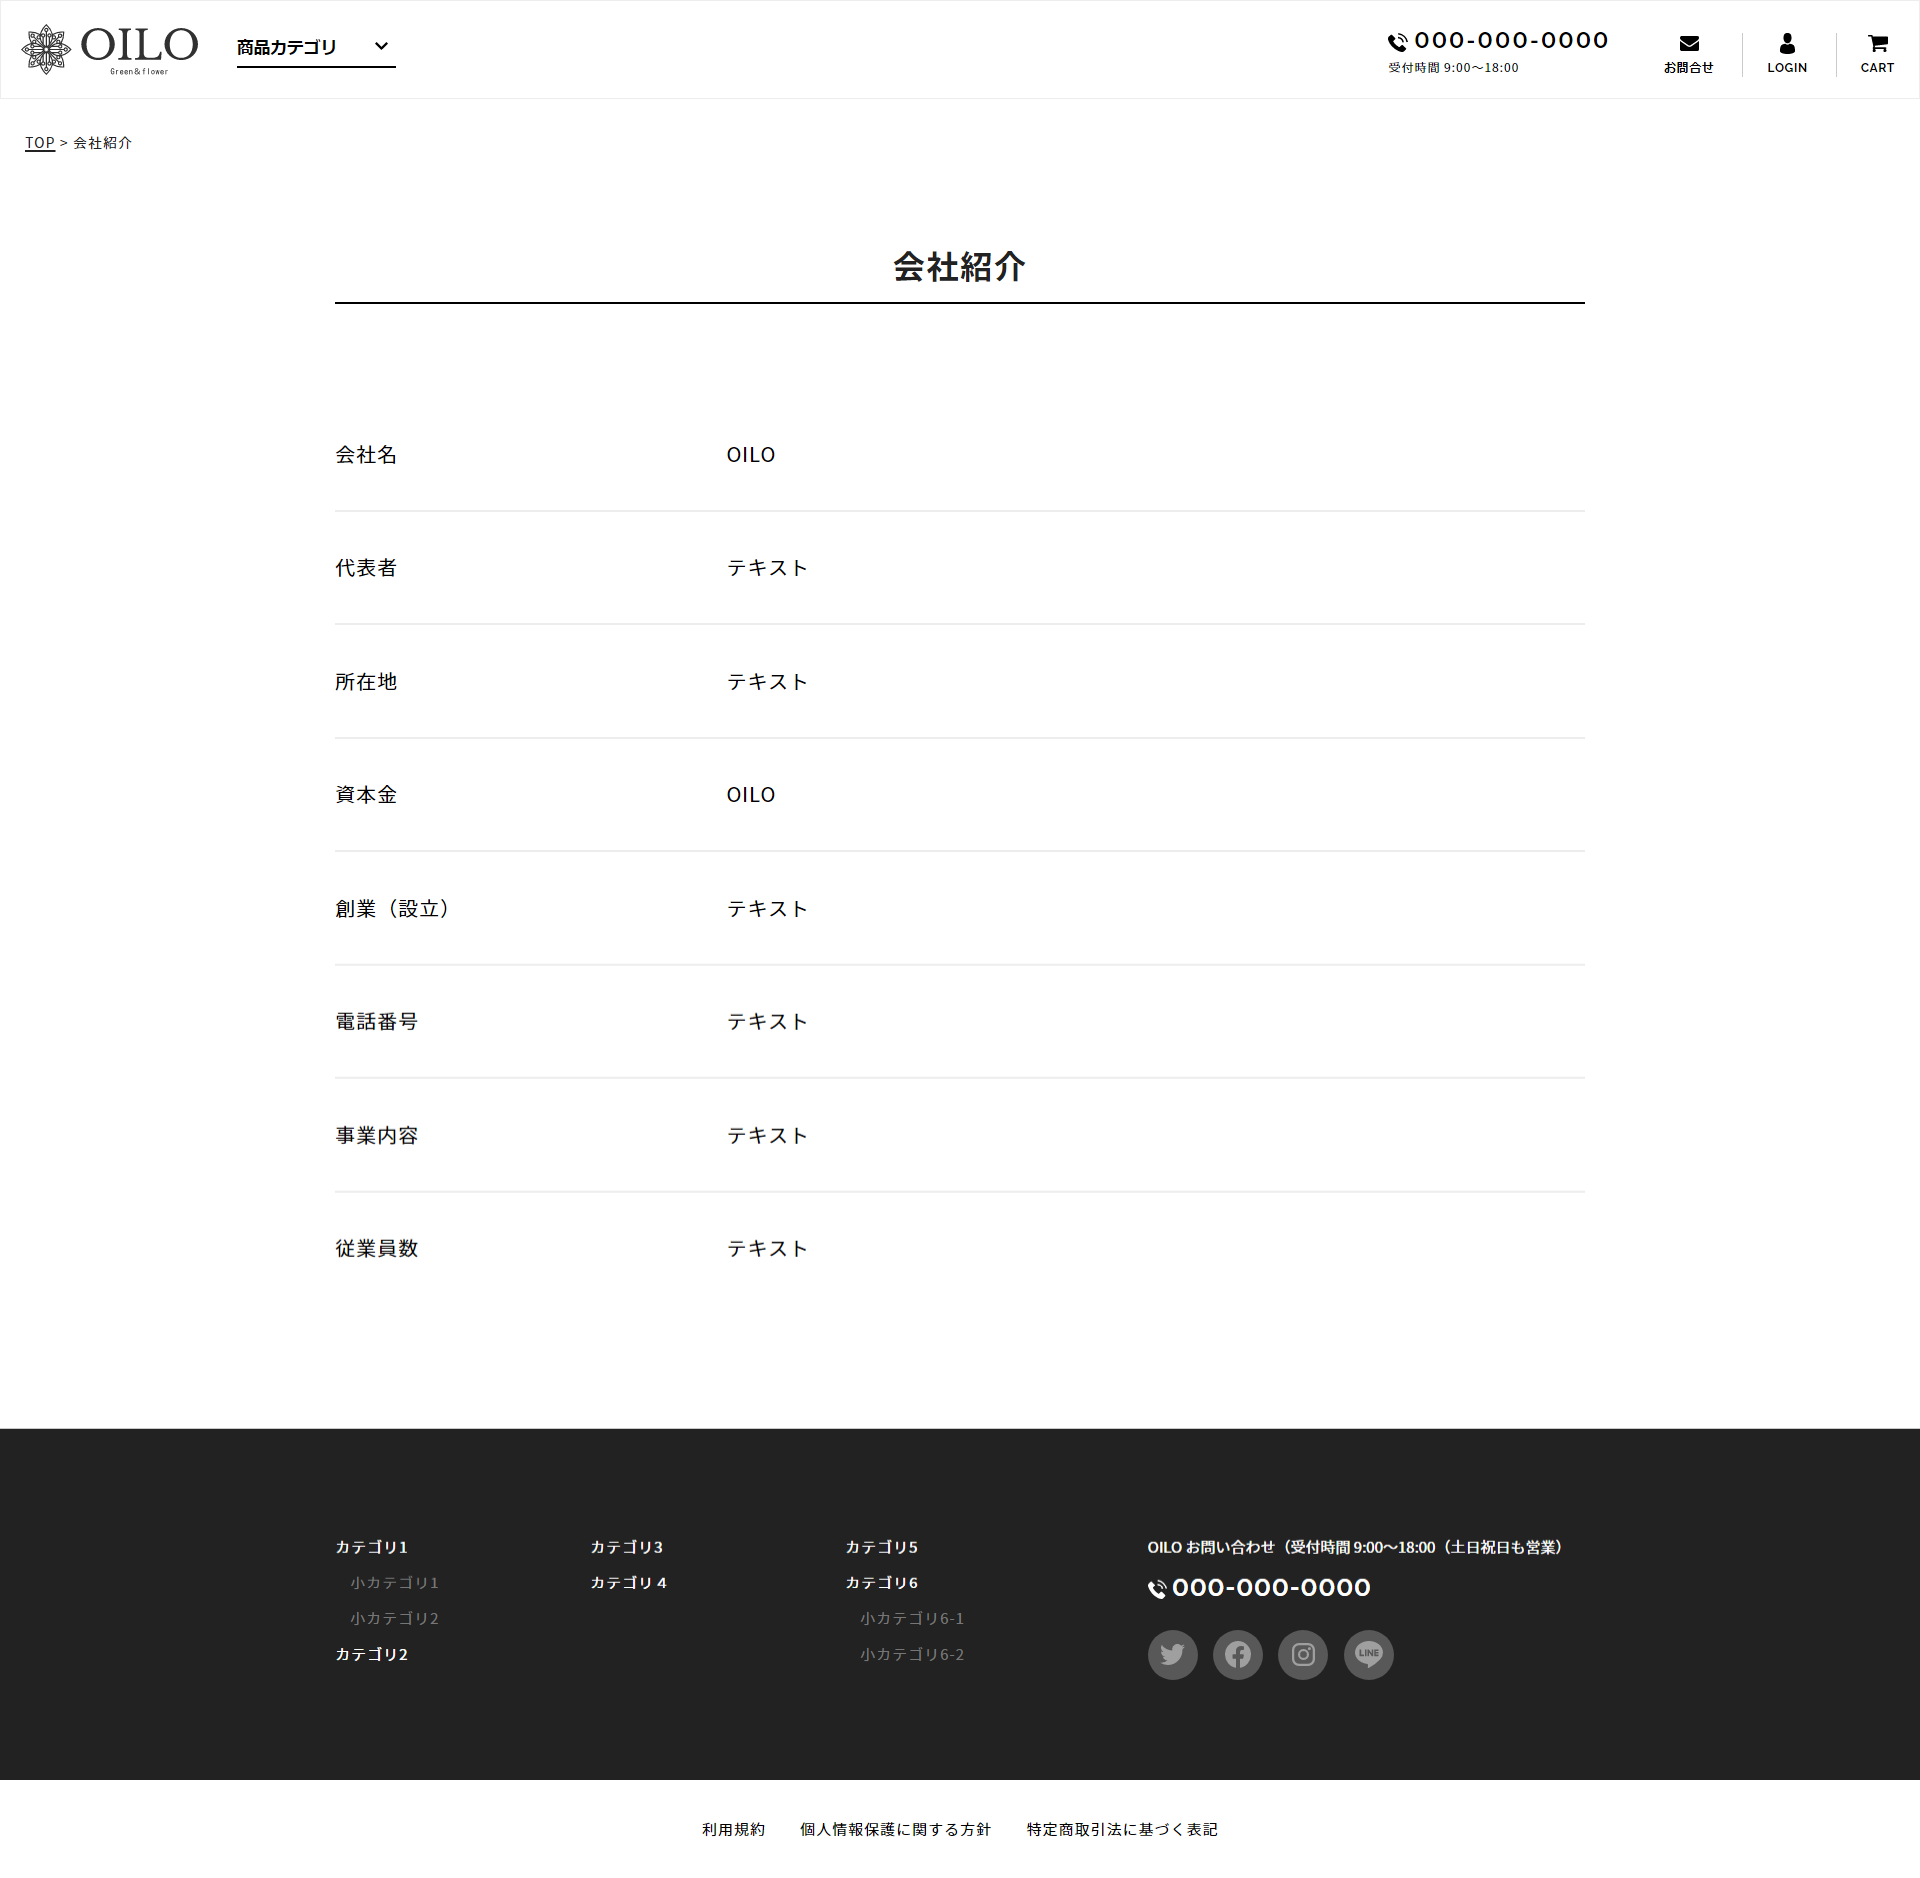 OILO
Green&flower
商品カテゴリ
000-000-0000
受付時間 9:00〜18:00
お問合せ
LOGIN
CART
TOP > 会社紹介
会社紹介
会社名 OILO
代表者 テキスト
所在地 テキスト
資本金 OILO
創業（設立） テキスト
電話番号 テキスト
事業内容 テキスト
従業員数 テキスト
カテゴリ1
小カテゴリ1
小カテゴリ2
カテゴリ2
カテゴリ3
カテゴリ４
カテゴリ5
カテゴリ6
小カテゴリ6-1
小カテゴリ6-2
OILO お問い合わせ（受付時間 9:00〜18:00（土日祝日も営業）
000-000-0000
LINE
利用規約 個人情報保護に関する方針 特定商取引法に基づく表記